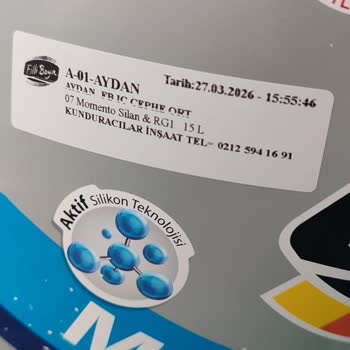 Filli Boya
A-01-AYDAN
Tarih:27.03.2026 - 15:55:46
AYDAN FB IC CEPHE ORT
07 Momento Silan & RG1 15 L
KUNDURACILAR İNŞAAT TEL= 0212 594 16 91
Aktif Silikon Teknolojisi
M